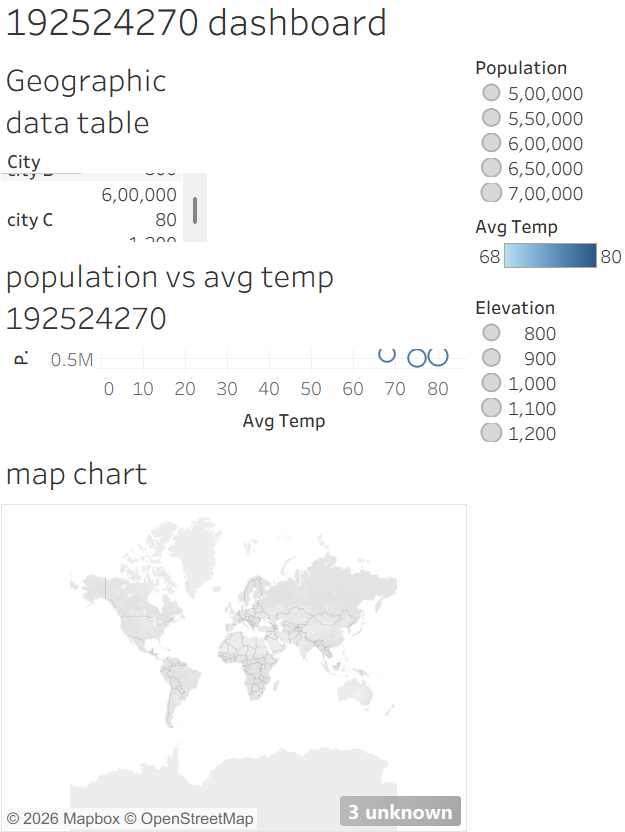 192524270 dashboard
Geographic
data table
City
6,00,000
city C 80
1,200
population vs avg temp
192524270
P.
0.5M
0 10 20 30 40 50 60 70 80
Avg Temp
map chart
© 2026 Mapbox © OpenStreetMap
3 unknown
Population
5,00,000
5,50,000
6,00,000
6,50,000
7,00,000
Avg Temp
68 80
Elevation
800
900
1,000
1,100
1,200